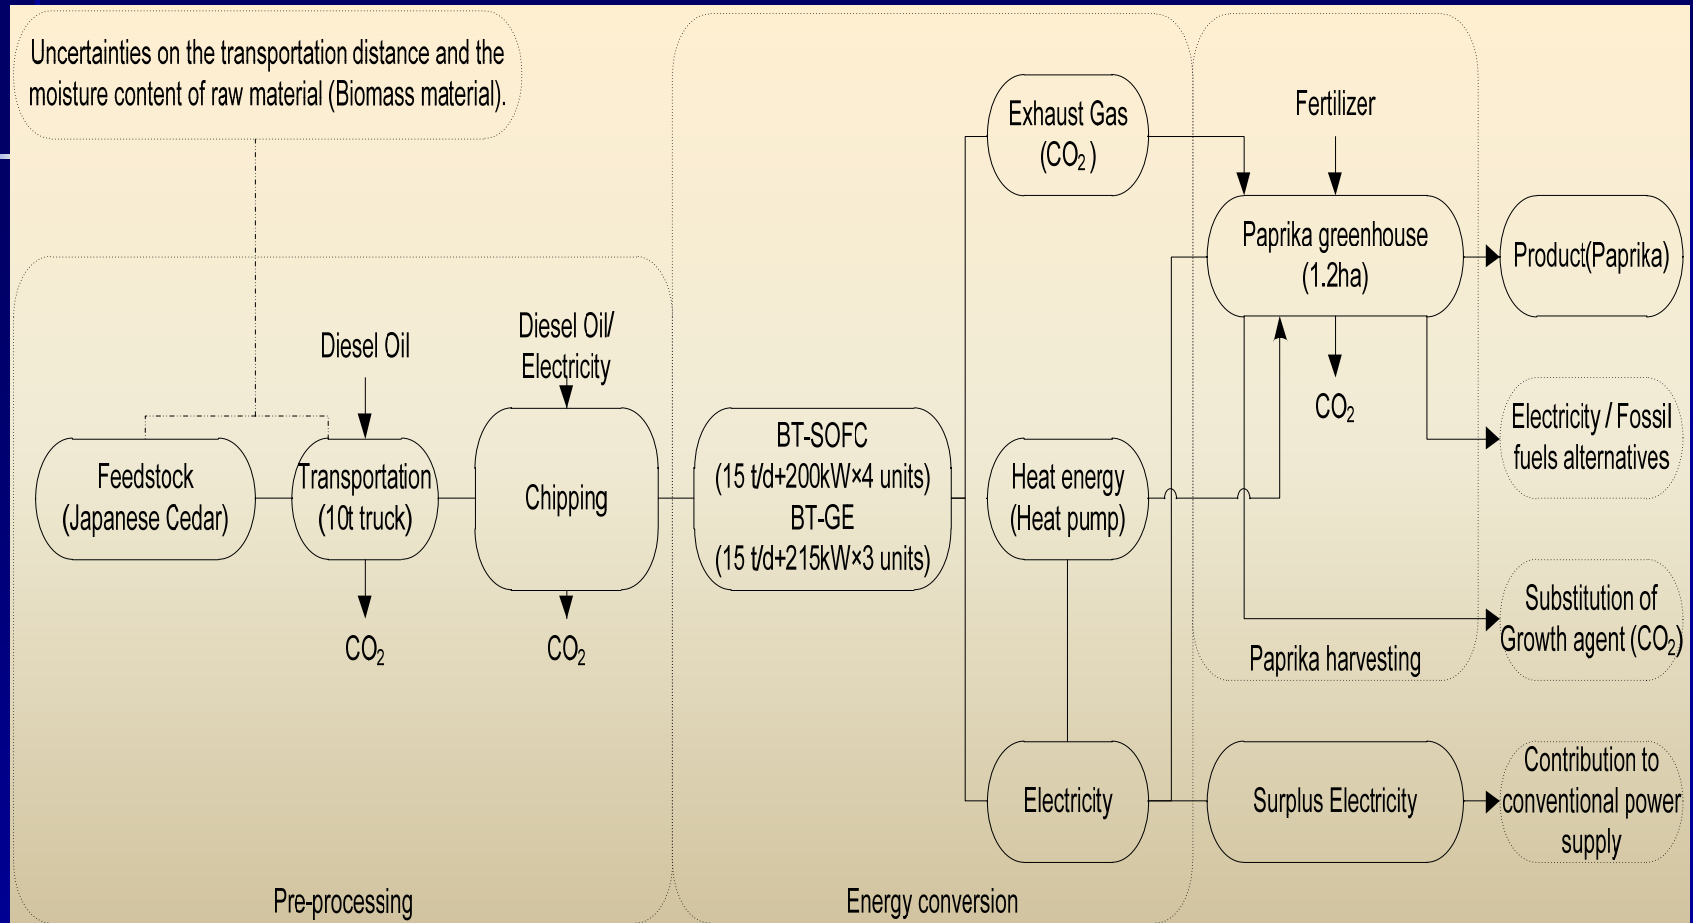 Uncertainties on the transportation distance and the
moisture content of raw material (Biomass material).
Diesel Oil
Diesel Oil/
Electricity
Feedstock
(Japanese Cedar)
Transportation
(10t truck)
Chipping
CO₂
CO₂
Pre-processing
BT-SOFC
(15 t/d+200kW×4 units)
BT-GE
(15 t/d+215kW×3 units)
Exhaust Gas
(CO₂ )
Heat energy
(Heat pump)
Electricity
Energy conversion
Fertilizer
Paprika greenhouse
(1.2ha)
CO₂
Paprika harvesting
Surplus Electricity
Product(Paprika)
Electricity / Fossil
fuels alternatives
Substitution of
Growth agent (CO₂)
Contribution to
conventional power
supply